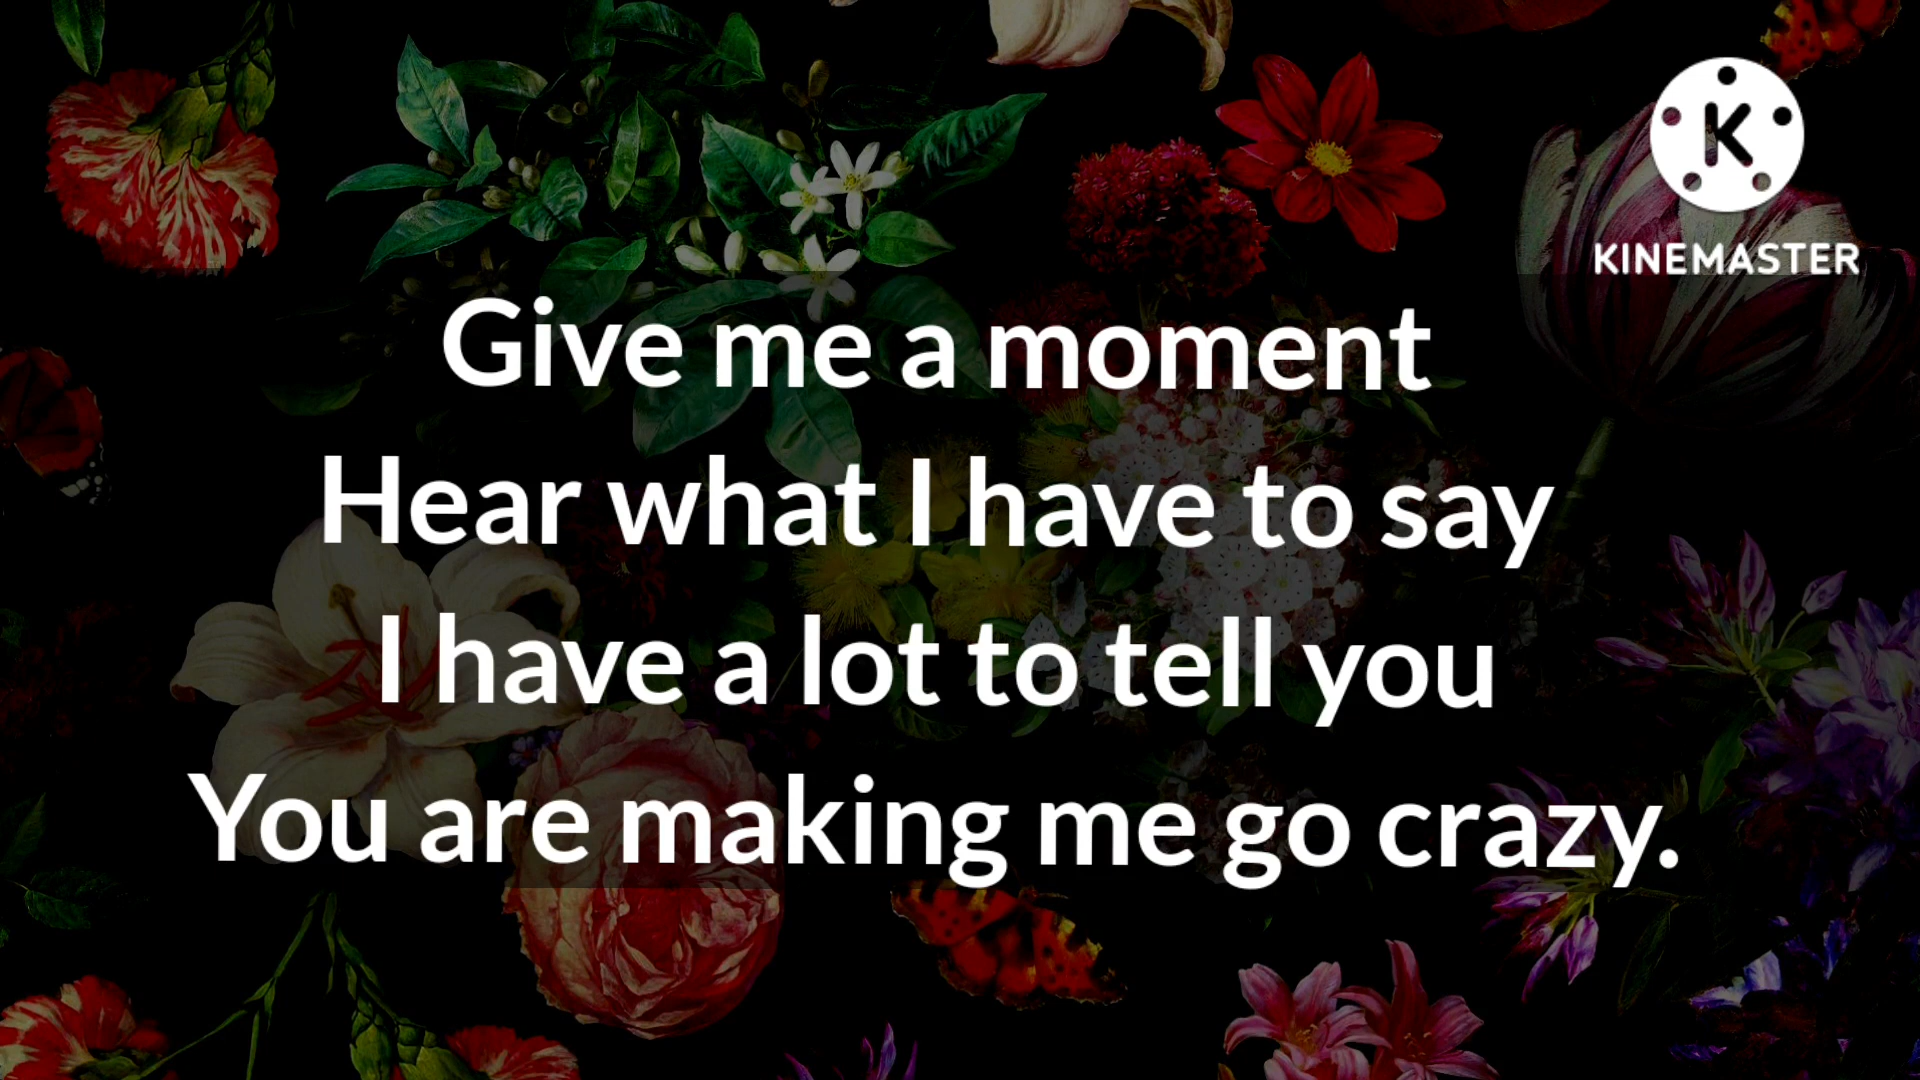 K
KINEMASTER
Give me a moment
Hear what I have to say
I have a lot to tell you
You are making me go crazy.